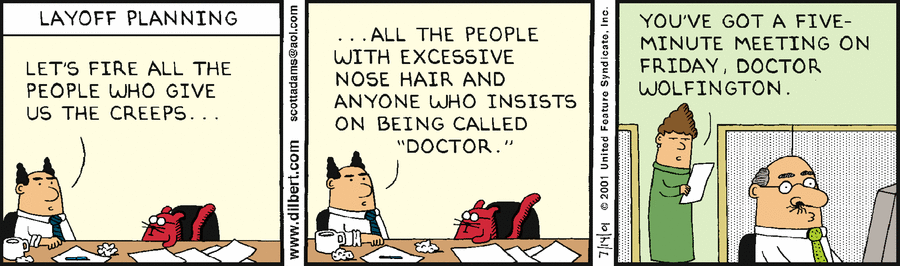 LAYOFF PLANNING
LET'S FIRE ALL THE
PEOPLE WHO GIVE
US THE CREEPS...
www.dilbert.com
scottadams@aol.com
...ALL THE PEOPLE
WITH EXCESSIVE
NOSE HAIR AND
ANYONE WHO INSISTS
ON BEING CALLED
"DOCTOR."
7/14/01 © 2001 United Feature Syndicate, Inc.
YOU'VE GOT A FIVE-
MINUTE MEETING ON
FRIDAY, DOCTOR
WOLFINGTON.